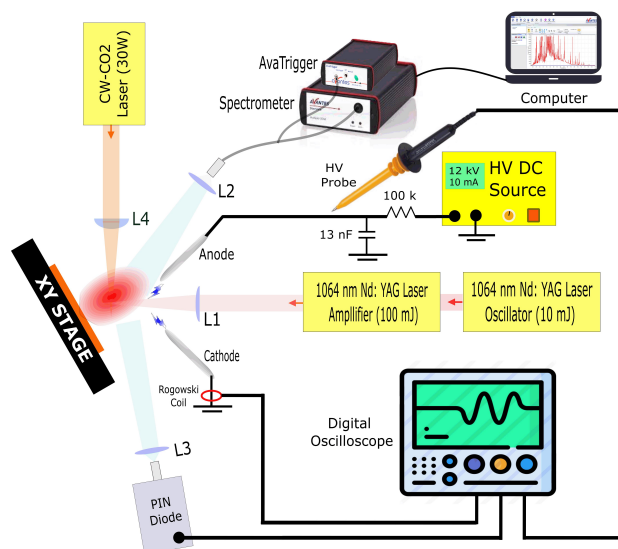 CW-CO2
Laser (30W)
AvaTrigger
Spectrometer
AVANTES
Computer
HV
Probe
12 kV
10 mA
HV DC
Source
100 k
13 nF
L2
L4
Anode
XY STAGE
L1
1064 nm Nd: YAG Laser
Amplifier (100 mJ)
1064 nm Nd: YAG Laser
Oscillator (10 mJ)
Cathode
Rogowski
Coil
Digital
Oscilloscope
L3
PIN
Diode